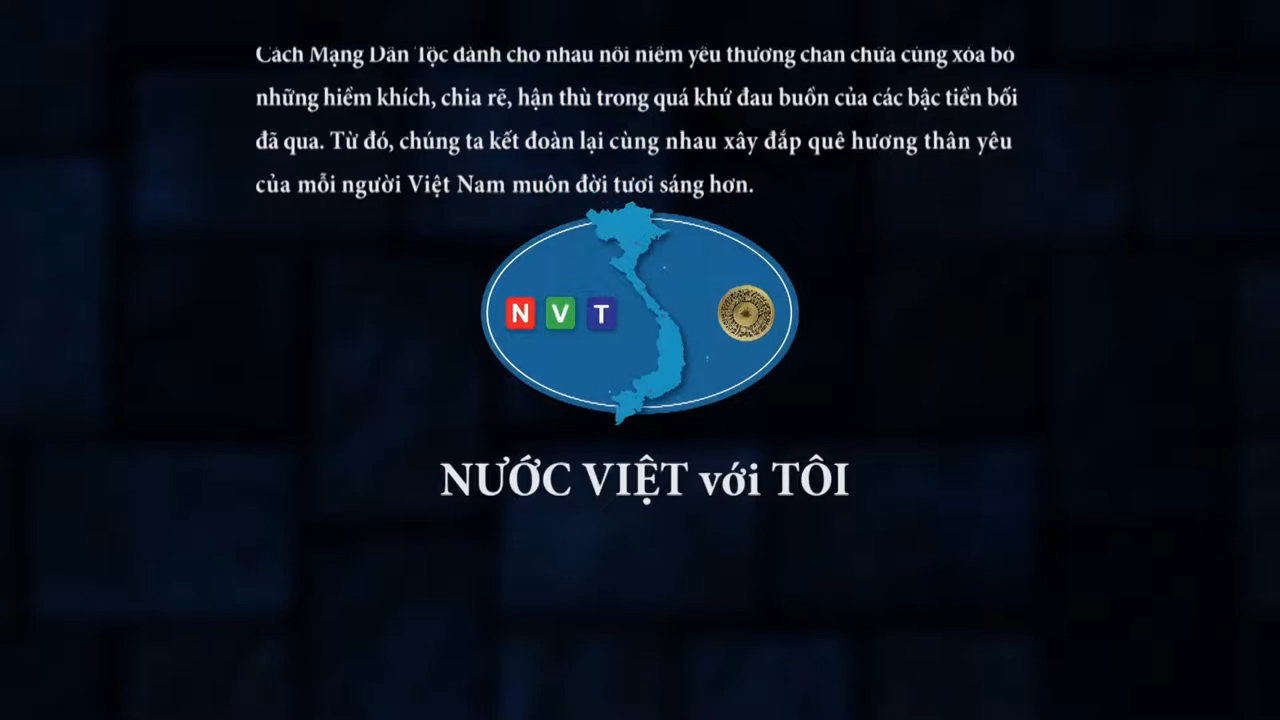 Cách Mạng Dân Tộc dành cho nhau nỗi niềm yêu thương chan chứa cùng xóa bỏ
những hiềm khích, chia rẽ, hận thù trong quá khứ đau buồn của các bậc tiền bối
đã qua. Từ đó, chúng ta kết đoàn lại cùng nhau xây đắp quê hương thân yêu
của mỗi người Việt Nam muôn đời tươi sáng hơn.
N V T
NƯỚC VIỆT với TÔI